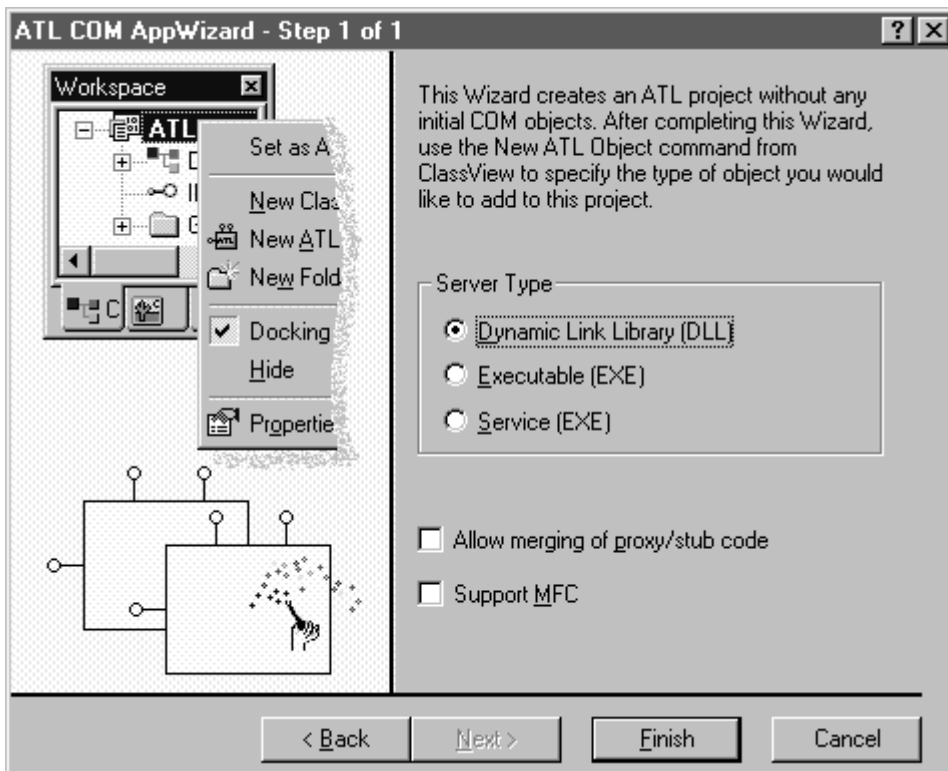 ATL COM AppWizard - Step 1 of 1
Workspace
ATL
Set as A
New Clas
New ATL
New Fold
Docking
Hide
Propertie
C
This Wizard creates an ATL project without any
initial COM objects. After completing this Wizard,
use the New ATL Object command from
ClassView to specify the type of object you would
like to add to this project.
Server Type
Dynamic Link Library (DLL)
Executable (EXE)
Service (EXE)
Allow merging of proxy/stub code
Support MFC
< Back
Next >
Finish
Cancel